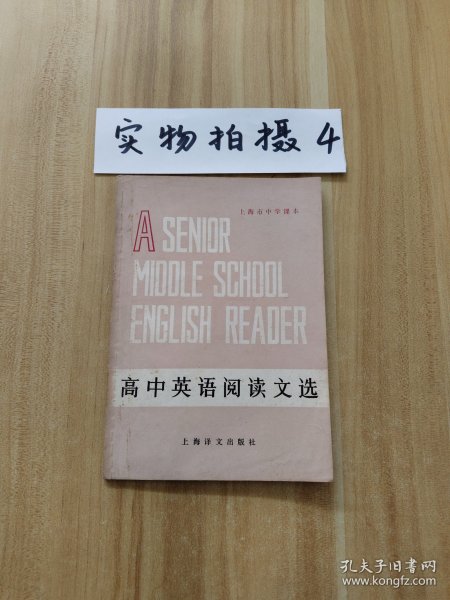 实物拍摄4
上海市中学课本
A SENIOR
MIDDLE SCHOOL
ENGLISH READER
高中英语阅读文选
上海译文出版社
孔夫子旧书网
www.kongfz.com